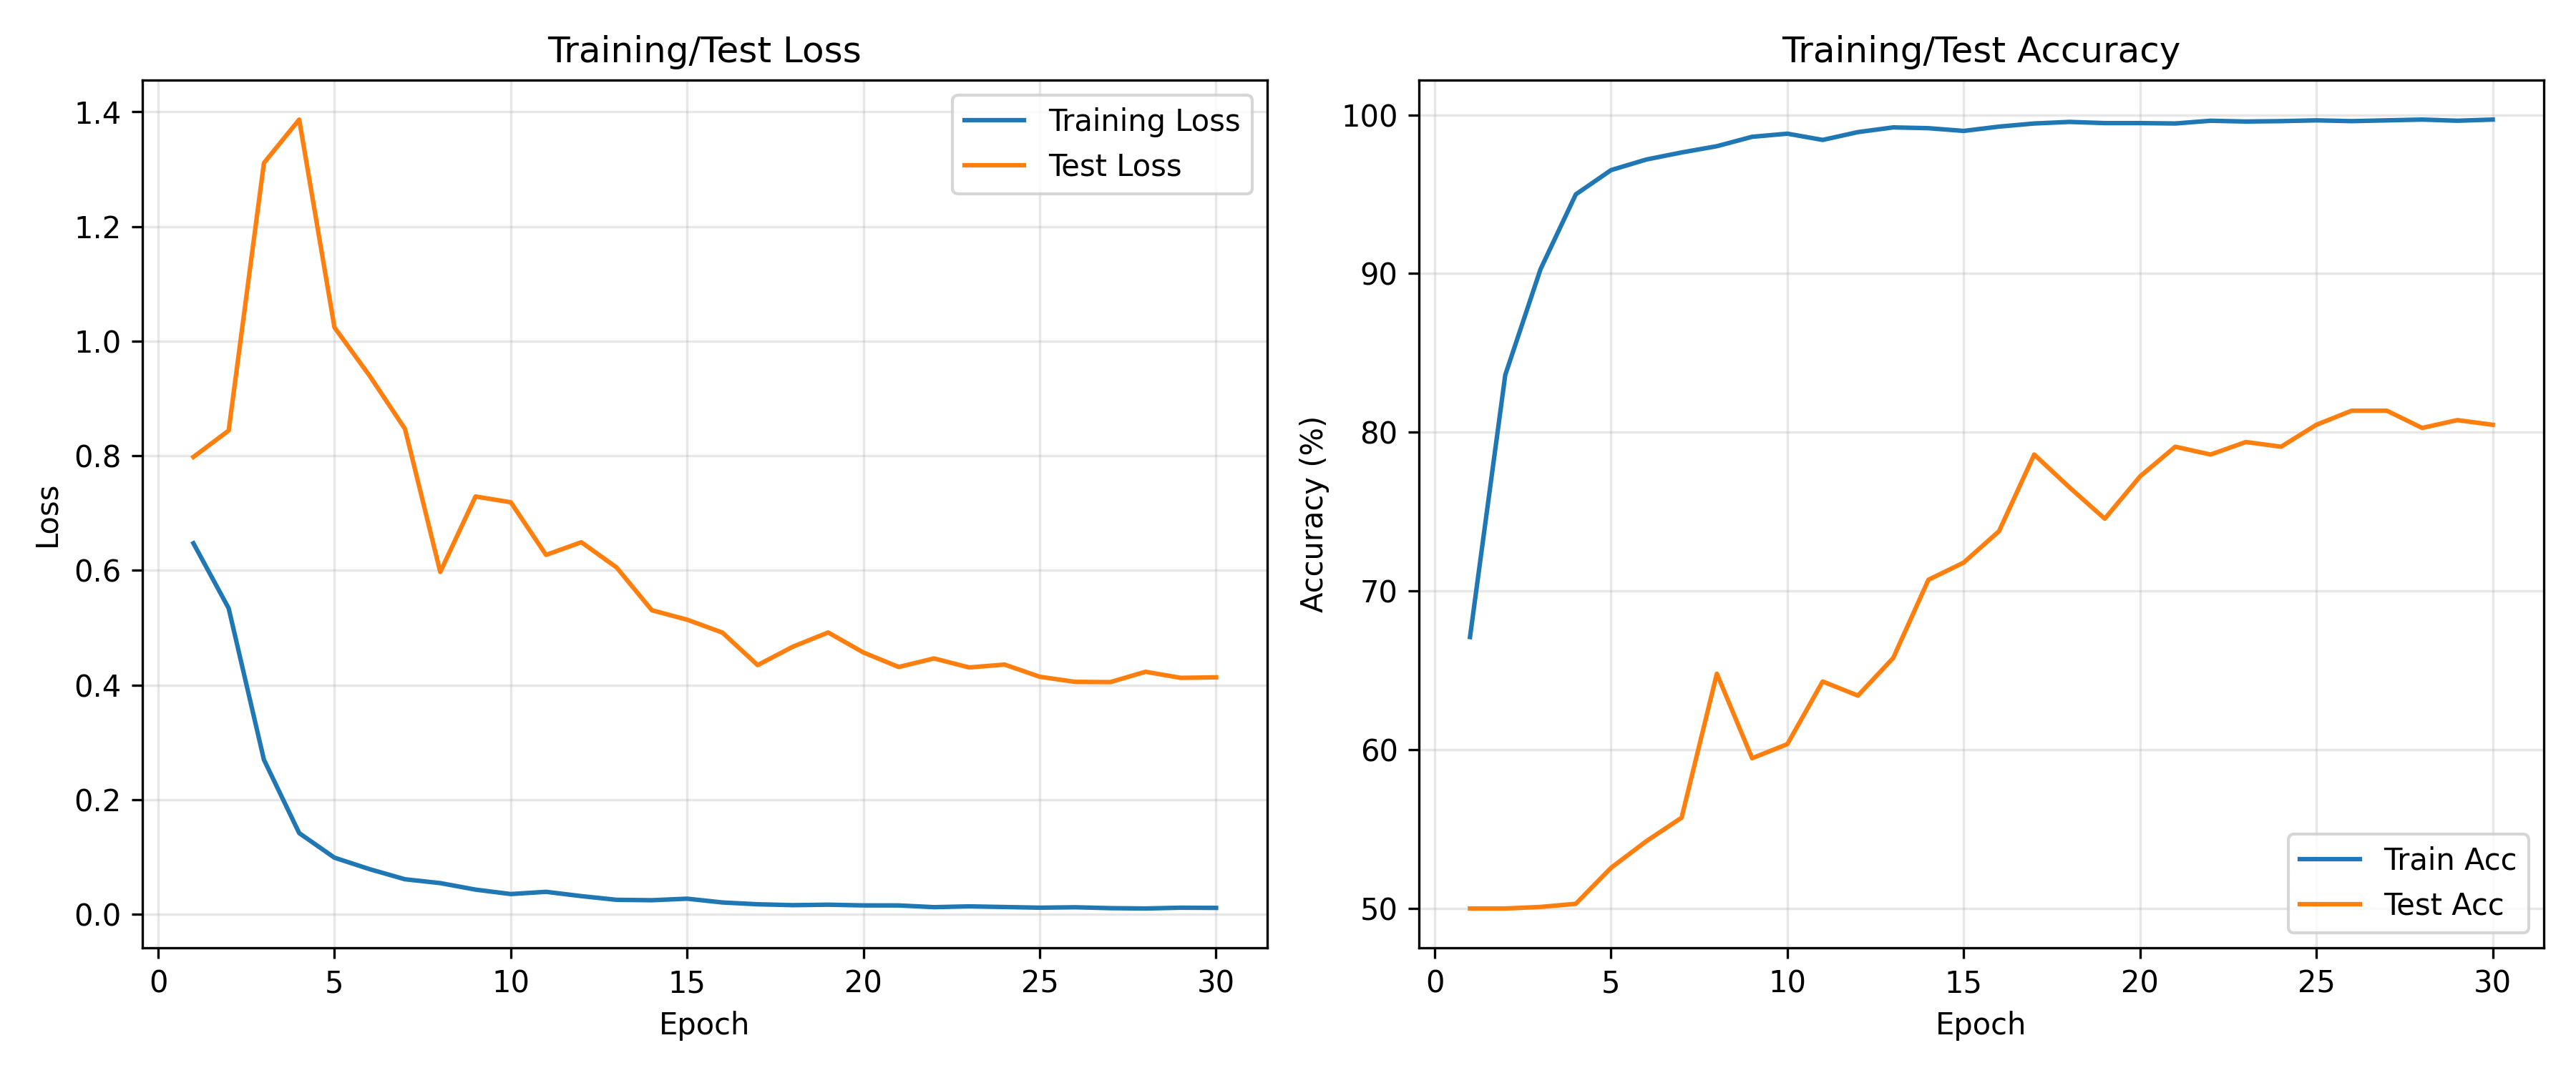 Training/Test Loss
1.4
1.2
1.0
0.8
0.6
0.4
0.2
0.0
Loss
0 5 10 15 20 25 30
Epoch
Training Loss
Test Loss
Training/Test Accuracy
100
90
80
70
60
50
Accuracy (%)
0 5 10 15 20 25 30
Epoch
Train Acc
Test Acc